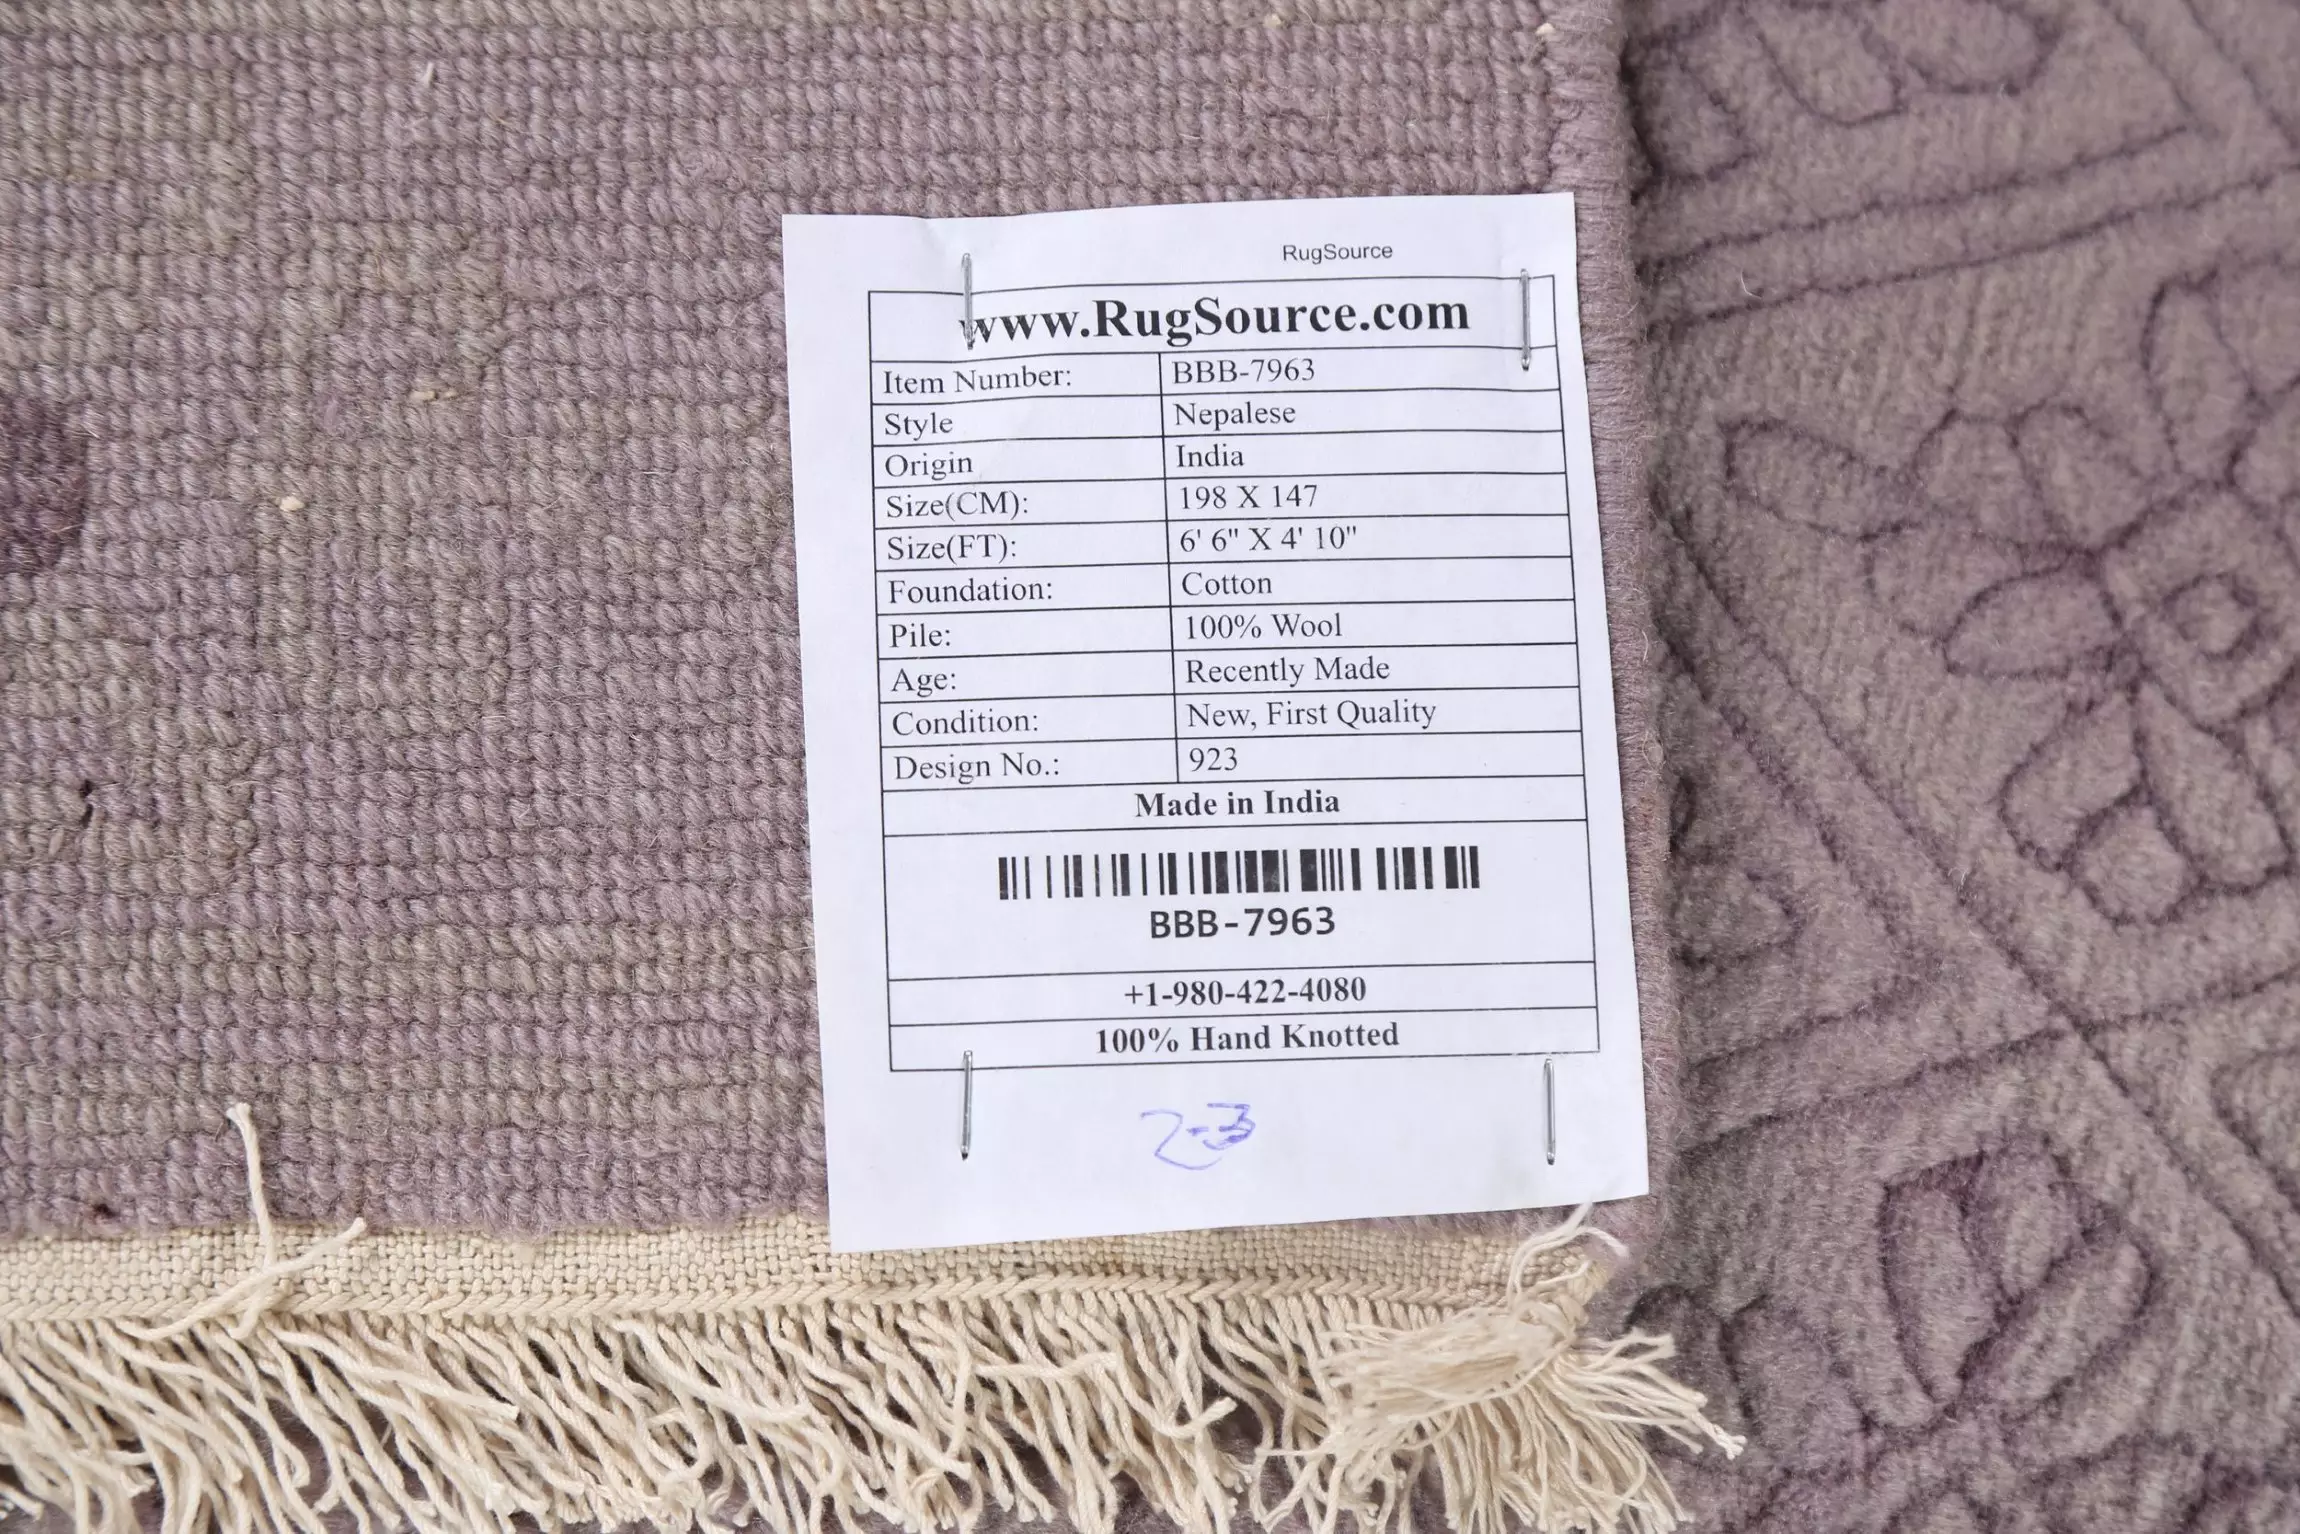 RugSource
www.RugSource.com
Item Number: BBB-7963
Style Nepalese
Origin India
Size(CM): 198 X 147
Size(FT): 6' 6" X 4' 10"
Foundation: Cotton
Pile: 100% Wool
Age: Recently Made
Condition: New, First Quality
Design No.: 923
Made in India
BBB-7963
+1-980-422-4080
100% Hand Knotted
2-3